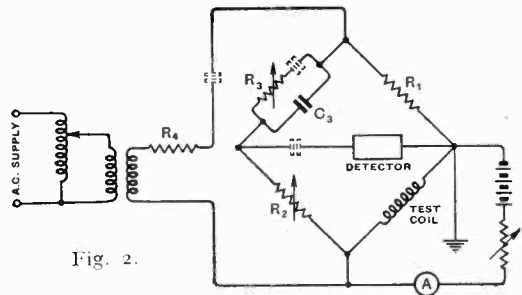 A.C. SUPPLY
R4
R3
C3
R1
DETECTOR
R2
TEST
COIL
A
Fig. 2.